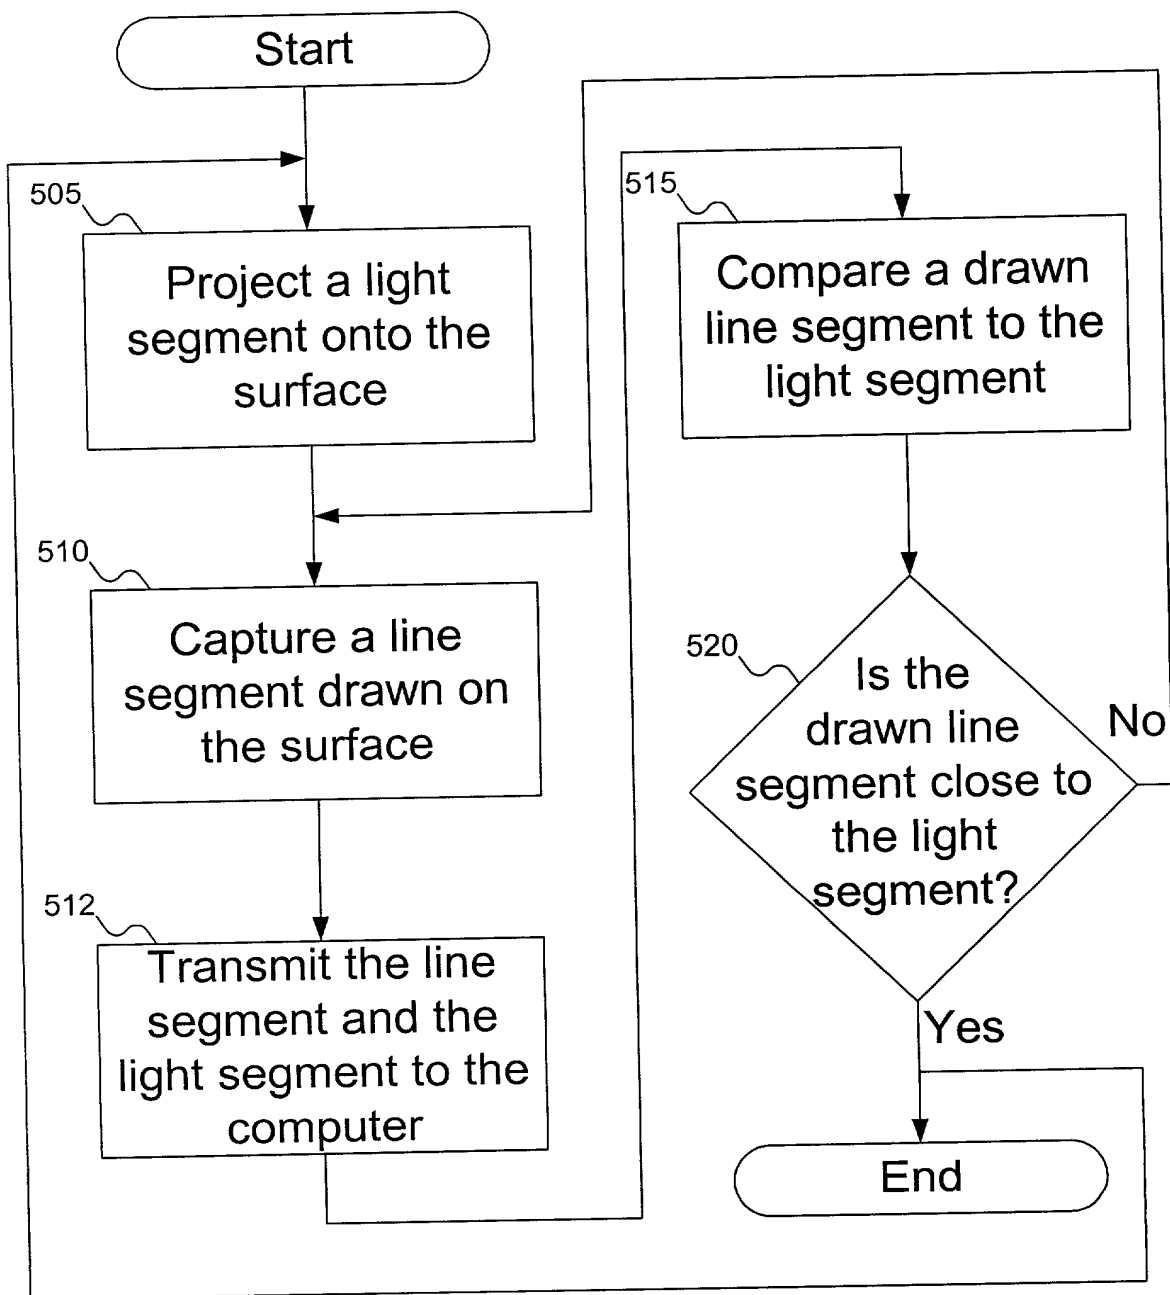 Start
505
Project a light
segment onto the
surface
510
Capture a line
segment drawn on
the surface
512
Transmit the line
segment and the
light segment to the
computer
515
Compare a drawn
line segment to the
light segment
520
Is the
drawn line
segment close to
the light
segment?
No
Yes
End